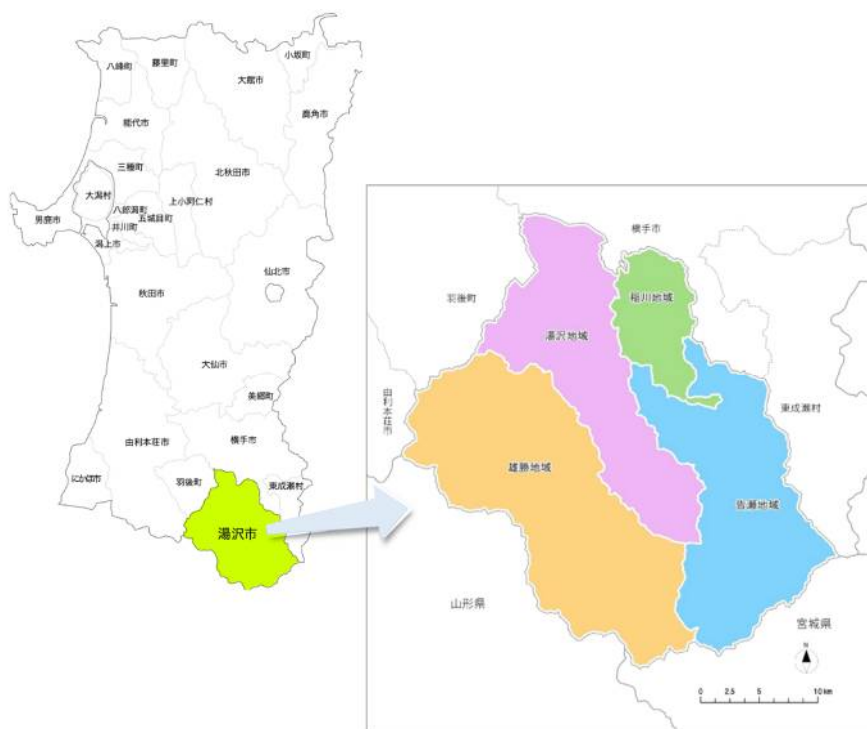 八峰町
藤里町
小坂町
大館市
鹿角市
能代市
三種町
北秋田市
大潟村
上小阿仁村
八郎潟町
五城目町
男鹿市
井川町
潟上市
秋田市
仙北市
大仙市
美郷町
由利本荘市
横手市
にかほ市
羽後町
東成瀬村
湯沢市
横手市
羽後町
稲川地域
湯沢地域
由利本荘市
東成瀬村
雄勝地域
皆瀬地域
山形県
宮城県
N
0 2.5 5 10 km